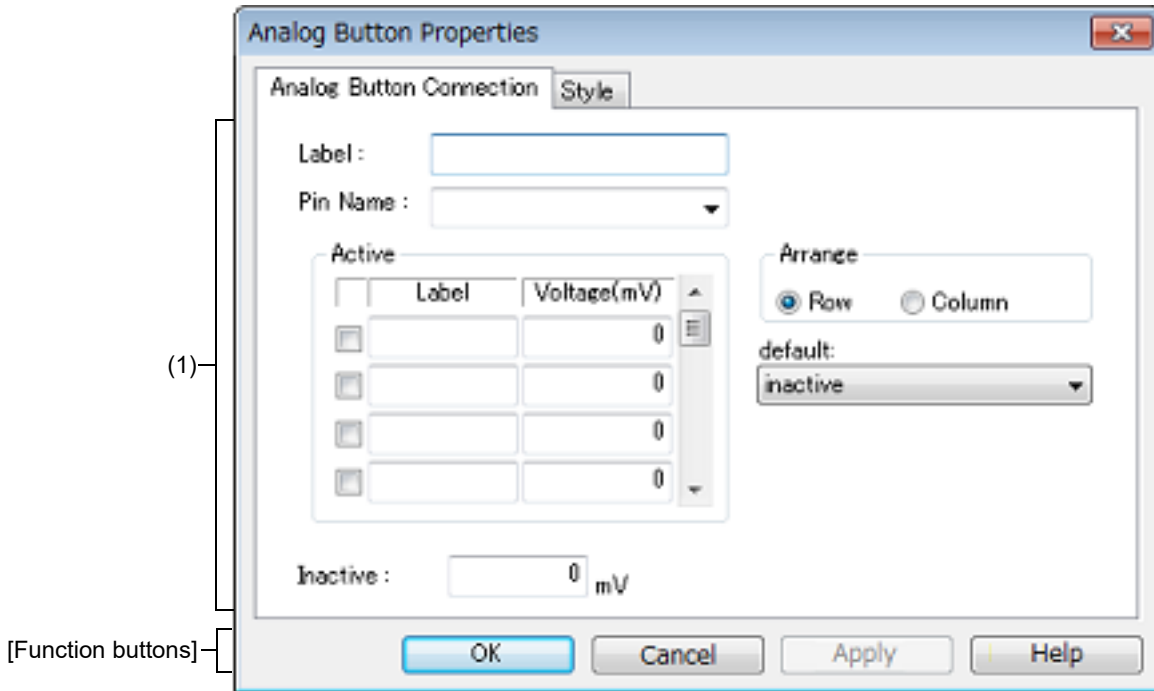 Analog Button Properties
Analog Button Connection Style
Label :
Pin Name :
Active
Label Voltage(mV)
0
0
0
0
Arrange
Row Column
default:
inactive
Inactive : 0 mV
(1)
[Function buttons]
OK Cancel Apply Help